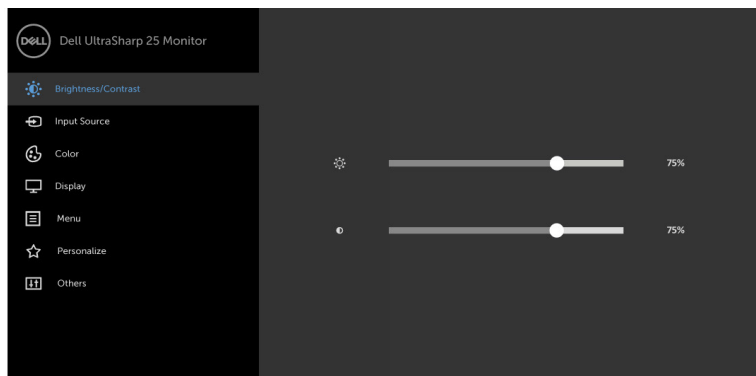 DELL
Dell UltraSharp 25 Monitor
Brightness/Contrast
Input Source
Color
75%
Display
Menu
75%
Personalize
Others